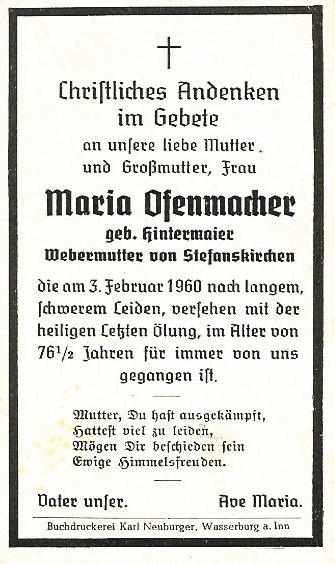 Christliches Andenken
im Gebete
an unsere liebe Mutter
und Großmutter, Frau
Maria Ofenmacher
geb. Hintermaier
Webermutter von Stefanskirchen
die am 3. Februar 1960 nach langem,
schwerem Leiden, versehen mit der
heiligen Letzten Ölung, im Alter von
76½ Jahren für immer von uns
gegangen ist.
Mutter, Du hast ausgekämpft,
Hattest viel zu leiden,
Mögen Dir beschieden sein
Ewige Himmelsfreuden.
Vater unser. Ave Maria.
Buchdruckerei Karl Neuburger, Wasserburg a. Inn